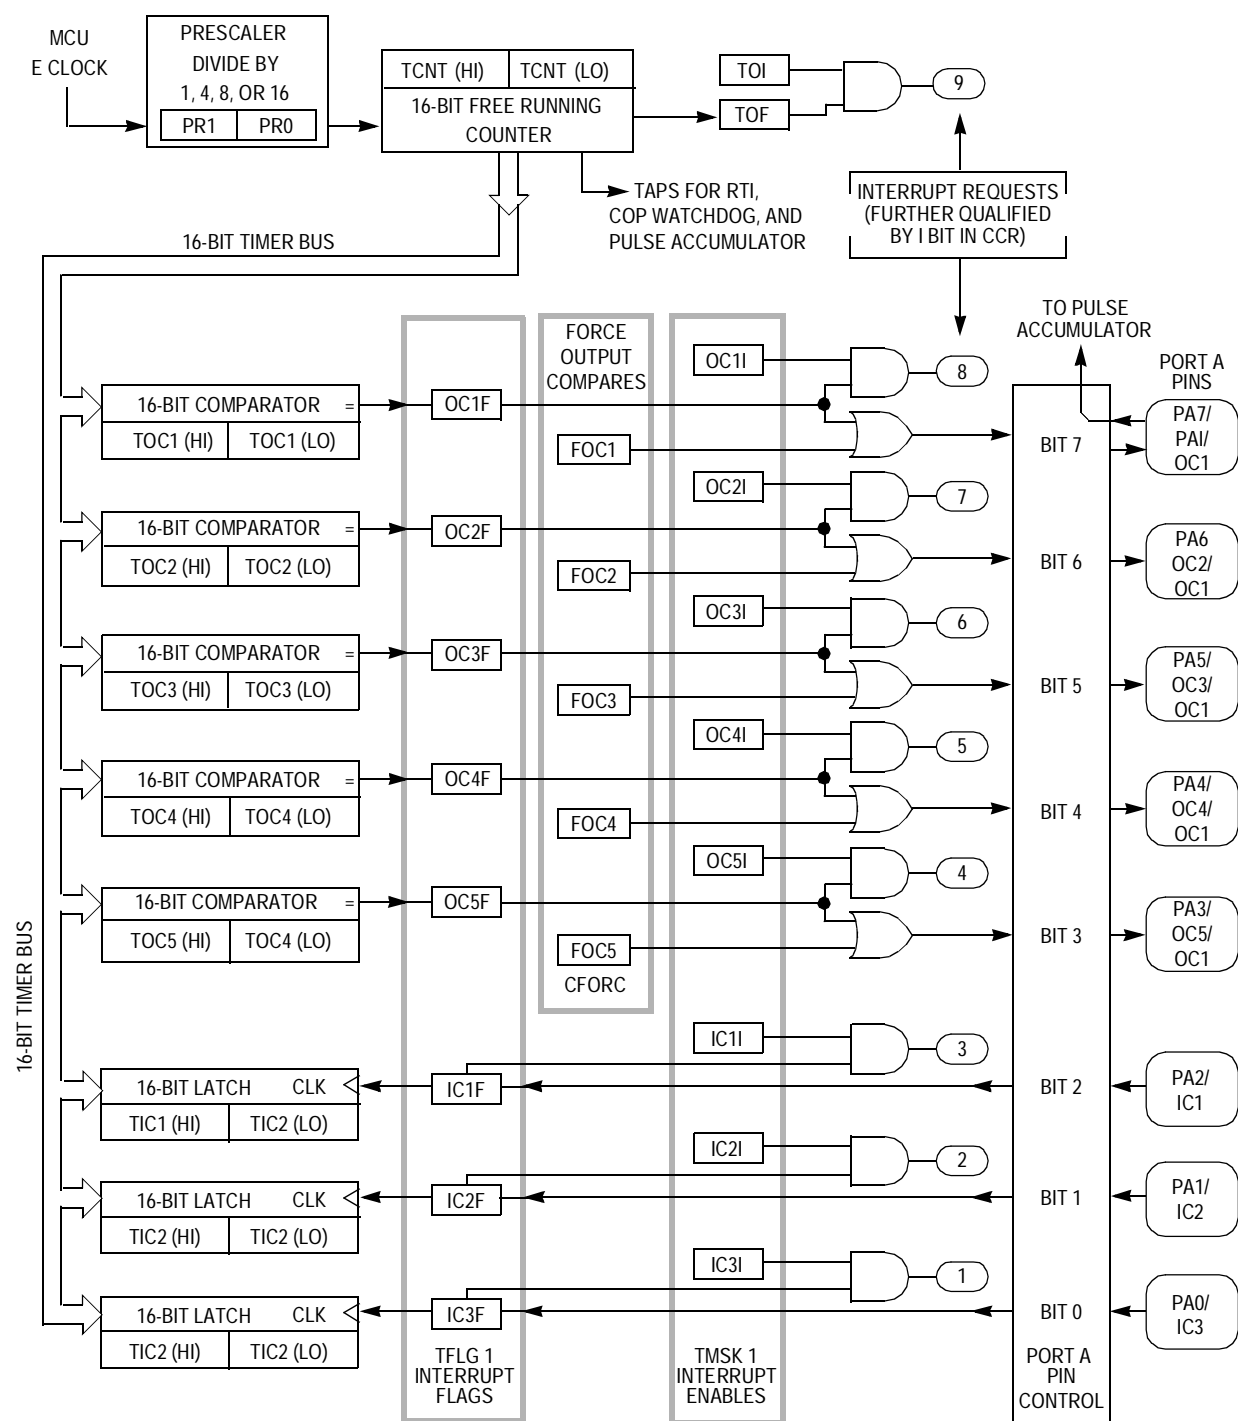 MCU
E CLOCK
PRESCALER
DIVIDE BY
1, 4, 8, OR 16
PR1 PR0
TCNT (HI) TCNT (LO)
16-BIT FREE RUNNING
COUNTER
TOI
TOF
9
TAPS FOR RTI,
COP WATCHDOG, AND
PULSE ACCUMULATOR
INTERRUPT REQUESTS
(FURTHER QUALIFIED
BY I BIT IN CCR)
16-BIT TIMER BUS
16-BIT TIMER BUS
TO PULSE
ACCUMULATOR
PORT A
PINS
FORCE
OUTPUT
COMPARES
OC1I
8
16-BIT COMPARATOR =
TOC1 (HI) TOC1 (LO)
OC1F
FOC1
BIT 7
PA7/
PAI/
OC1
OC2I
7
16-BIT COMPARATOR =
TOC2 (HI) TOC2 (LO)
OC2F
FOC2
BIT 6
PA6
OC2/
OC1
OC3I
6
16-BIT COMPARATOR =
TOC3 (HI) TOC3 (LO)
OC3F
FOC3
BIT 5
PA5/
OC3/
OC1
OC4I
5
16-BIT COMPARATOR =
TOC4 (HI) TOC4 (LO)
OC4F
FOC4
BIT 4
PA4/
OC4/
OC1
OC5I
4
16-BIT COMPARATOR =
TOC5 (HI) TOC4 (LO)
OC5F
FOC5
CFORC
BIT 3
PA3/
OC5/
OC1
IC1I
3
16-BIT LATCH CLK
TIC1 (HI) TIC2 (LO)
IC1F
BIT 2
PA2/
IC1
IC2I
2
16-BIT LATCH CLK
TIC2 (HI) TIC2 (LO)
IC2F
BIT 1
PA1/
IC2
IC3I
1
16-BIT LATCH CLK
TIC2 (HI) TIC2 (LO)
IC3F
BIT 0
PA0/
IC3
TFLG 1
INTERRUPT
FLAGS
TMSK 1
INTERRUPT
ENABLES
PORT A
PIN
CONTROL